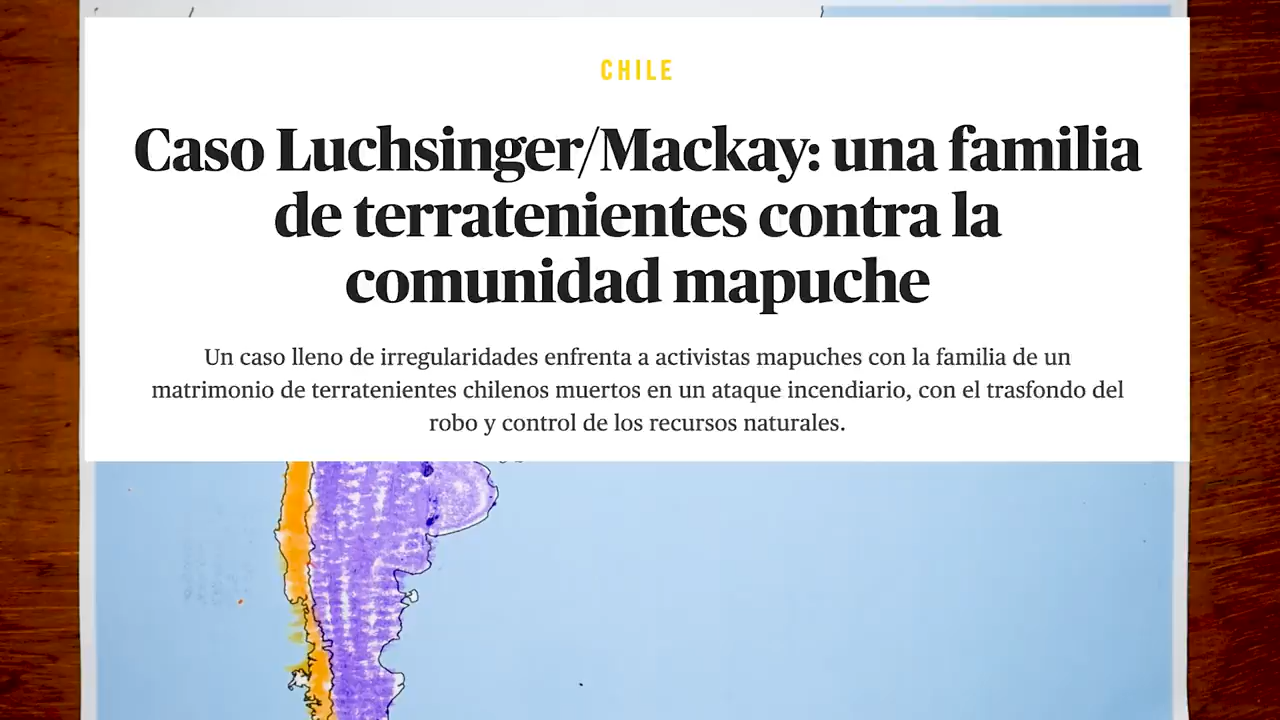 CHILE
Caso Luchsinger/Mackay: una familia
de terratenientes contra la
comunidad mapuche
Un caso lleno de irregularidades enfrenta a activistas mapuches con la familia de un
matrimonio de terratenientes chilenos muertos en un ataque incendiario, con el trasfondo del
robo y control de los recursos naturales.